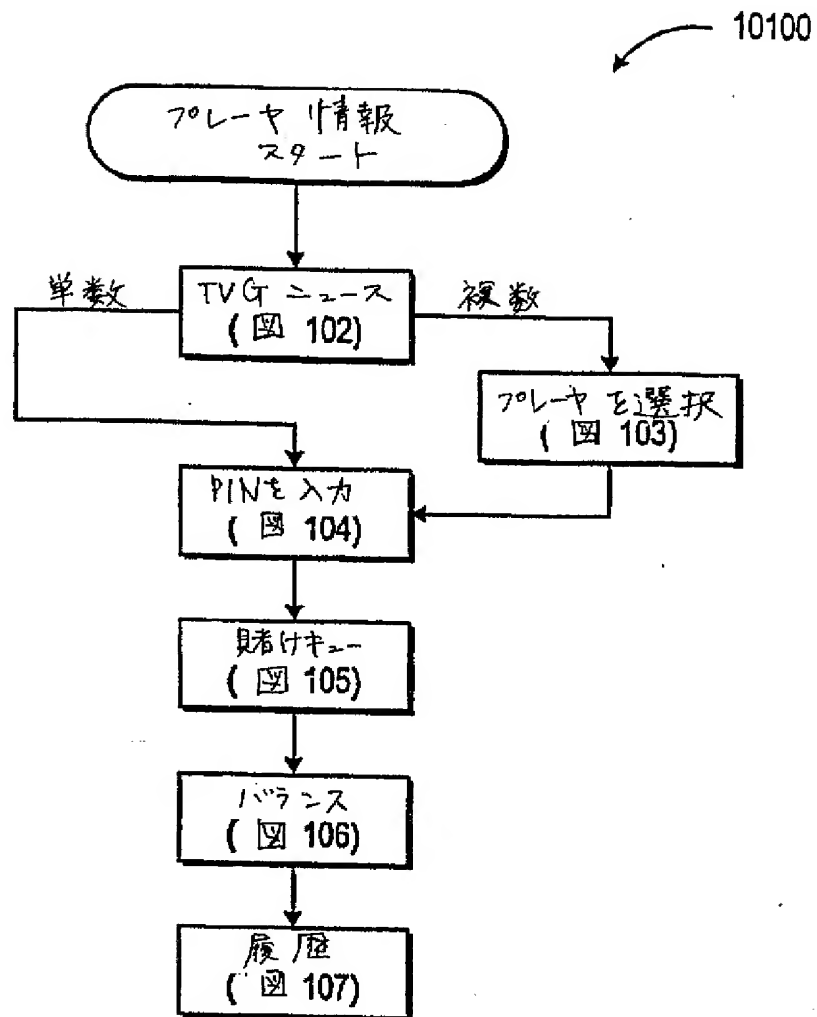 10100
プレーヤ情報
スタート
単数
TVG ニュース
(図 102)
複数
プレーヤを選択
(図 103)
PINを入力
(図 104)
賭けキュー
(図 105)
バランス
(図 106)
履歴
(図 107)